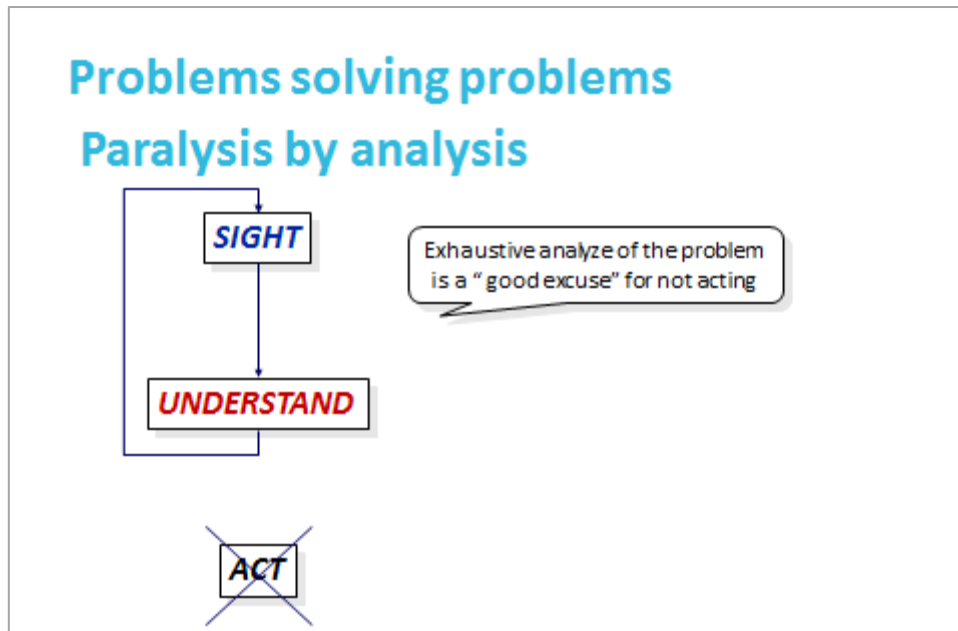 Problems solving problems
Paralysis by analysis
SIGHT
Exhaustive analyze of the problem
is a “ good excuse” for not acting
UNDERSTAND
ACT